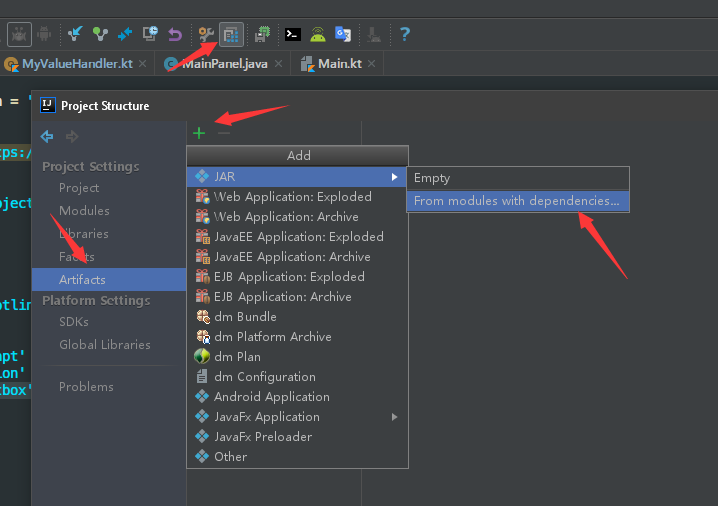 MyValueHandler.kt
MainPanel.java
Main.kt
n = '
IJ Project Structure
tps:/
Add
Project Settings
JAR
Empty
Project
Web Application: Exploded
From modules with dependencies...
oject
Modules
Web Application: Archive
Libraries
JavaEE Application: Exploded
Facets
JavaEE Application: Archive
Artifacts
EJB Application: Exploded
Platform Settings
EJB Application: Archive
otlin
SDKs
dm Bundle
Global Libraries
dm Platform Archive
apt'
dm Plan
ion'
dm Configuration
xbox'
Problems
Android Application
JavaFx Application
JavaFx Preloader
Other